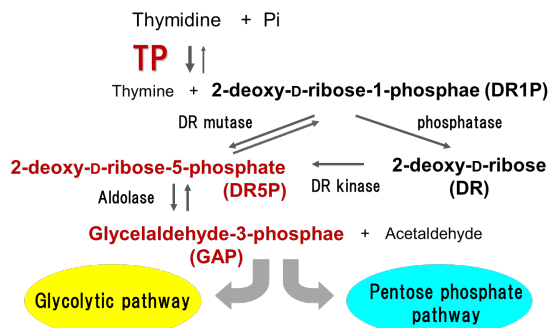 Thymidine + Pi
TP
Thymine + 2-deoxy-D-ribose-1-phosphae (DR1P)
DR mutase phosphatase
2-deoxy-D-ribose-5-phosphate
(DR5P)
DR kinase
2-deoxy-D-ribose
(DR)
Aldolase
Glycelaldehyde-3-phosphae
(GAP)
+ Acetaldehyde
Glycolytic pathway
Pentose phosphate
pathway